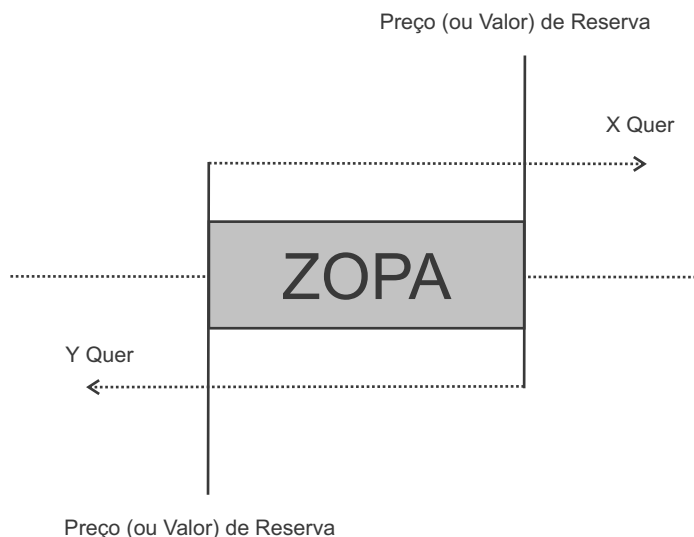 Preço (ou Valor) de Reserva
X Quer
ZOPA
Y Quer
Preço (ou Valor) de Reserva